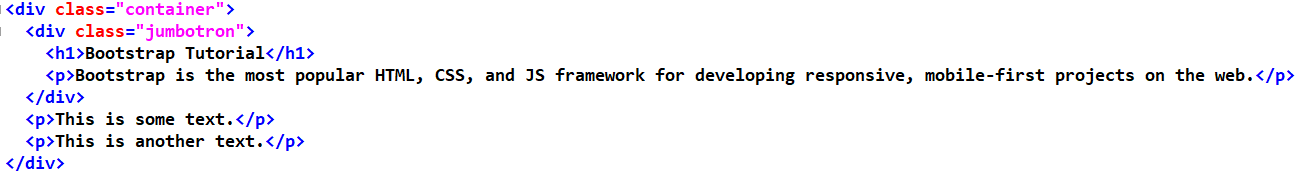 <div class="container">
<div class="jumbotron">
<h1>Bootstrap Tutorial</h1>
<p>Bootstrap is the most popular HTML, CSS, and JS framework for developing responsive, mobile-first projects on the web.</p>
</div>
<p>This is some text.</p>
<p>This is another text.</p>
</div>